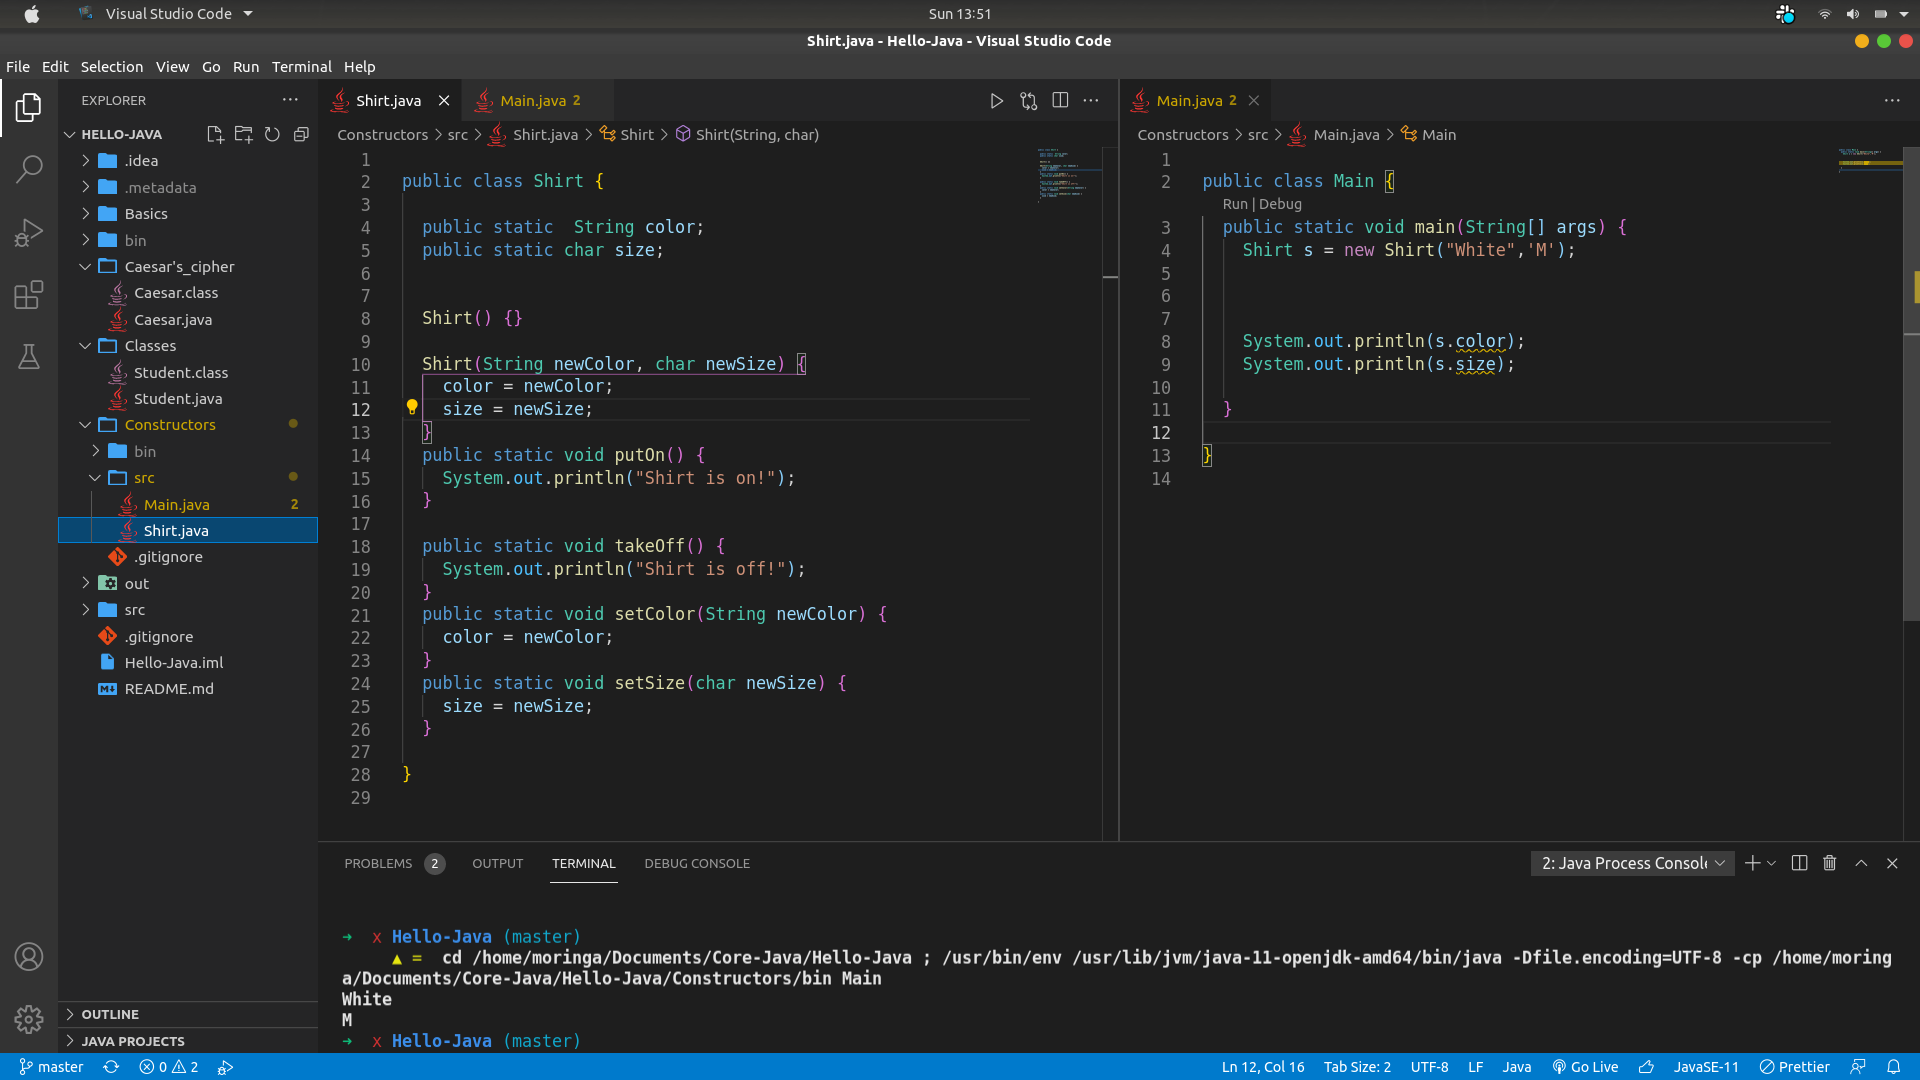 Visual Studio Code
Sun 13:51
Shirt.java - Hello-Java - Visual Studio Code
File Edit Selection View Go Run Terminal Help
EXPLORER
HELLO-JAVA
.idea
.metadata
Basics
bin
Caesar's_cipher
Caesar.class
Caesar.java
Classes
Student.class
Student.java
Constructors
bin
src
Main.java 2
Shirt.java
.gitignore
out
src
.gitignore
Hello-Java.iml
README.md
OUTLINE
JAVA PROJECTS
Shirt.java Main.java 2
Constructors > src > Shirt.java > Shirt > Shirt(String, char)
1
2 public class Shirt {
3
4 public static  String color;
5 public static char size;
6
7
8 Shirt() {}
9
10 Shirt(String newColor, char newSize) {
11 color = newColor;
12 size = newSize;
13 }
14 public static void putOn() {
15 System.out.println("Shirt is on!");
16 }
17
18 public static void takeOff() {
19 System.out.println("Shirt is off!");
20 }
21 public static void setColor(String newColor) {
22 color = newColor;
23 }
24 public static void setSize(char newSize) {
25 size = newSize;
26 }
27
28 }
29
Main.java 2
Constructors > src > Main.java > Main
1
2 public class Main {
Run | Debug
3 public static void main(String[] args) {
4 Shirt s = new Shirt("White",'M');
5
6
7
8 System.out.println(s.color);
9 System.out.println(s.size);
10
11 }
12
13 }
14
PROBLEMS 2 OUTPUT TERMINAL DEBUG CONSOLE
2: Java Process Console
➜ x Hello-Java (master)
▲ = cd /home/moringa/Documents/Core-Java/Hello-Java ; /usr/bin/env /usr/lib/jvm/java-11-openjdk-amd64/bin/java -Dfile.encoding=UTF-8 -cp /home/moring
a/Documents/Core-Java/Hello-Java/Constructors/bin Main
White
M
➜ x Hello-Java (master)
master 0 2
Ln 12, Col 16 Tab Size: 2 UTF-8 LF Java Go Live JavaSE-11 Prettier